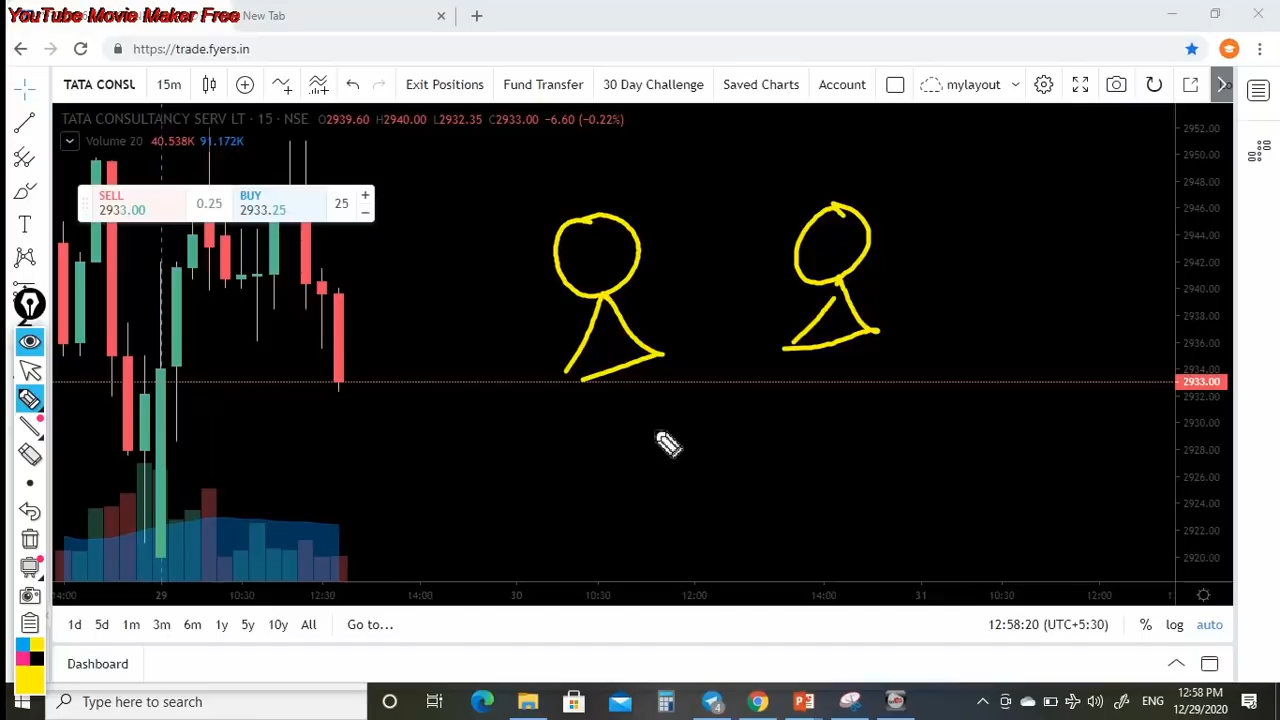 YouTube Movie Maker Free
New Tab
https://trade.fyers.in
TATA CONSL 15m Exit Positions Fund Transfer 30 Day Challenge Saved Charts Account mylayout
TATA CONSULTANCY SERV LT · 15 · NSE O2939.60 H2940.00 L2932.35 C2933.00 −6.60 (−0.22%)
Volume 20 40.538K 91.172K
SELL
2933.00
0.25
BUY
2933.25
25
2952.00
2950.00
2948.00
2946.00
2944.00
2942.00
2940.00
2938.00
2936.00
2934.00
2933.00
2932.00
2930.00
2928.00
2926.00
2924.00
2922.00
2920.00
14:00 29 10:30 12:30 14:00 30 10:30 12:00 14:00 31 10:30 12:00
1d 5d 1m 3m 6m 1y 5y 10y All Go to... 12:58:20 (UTC+5:30) % log auto
Dashboard
Type here to search
ENG
12:58 PM
12/29/2020